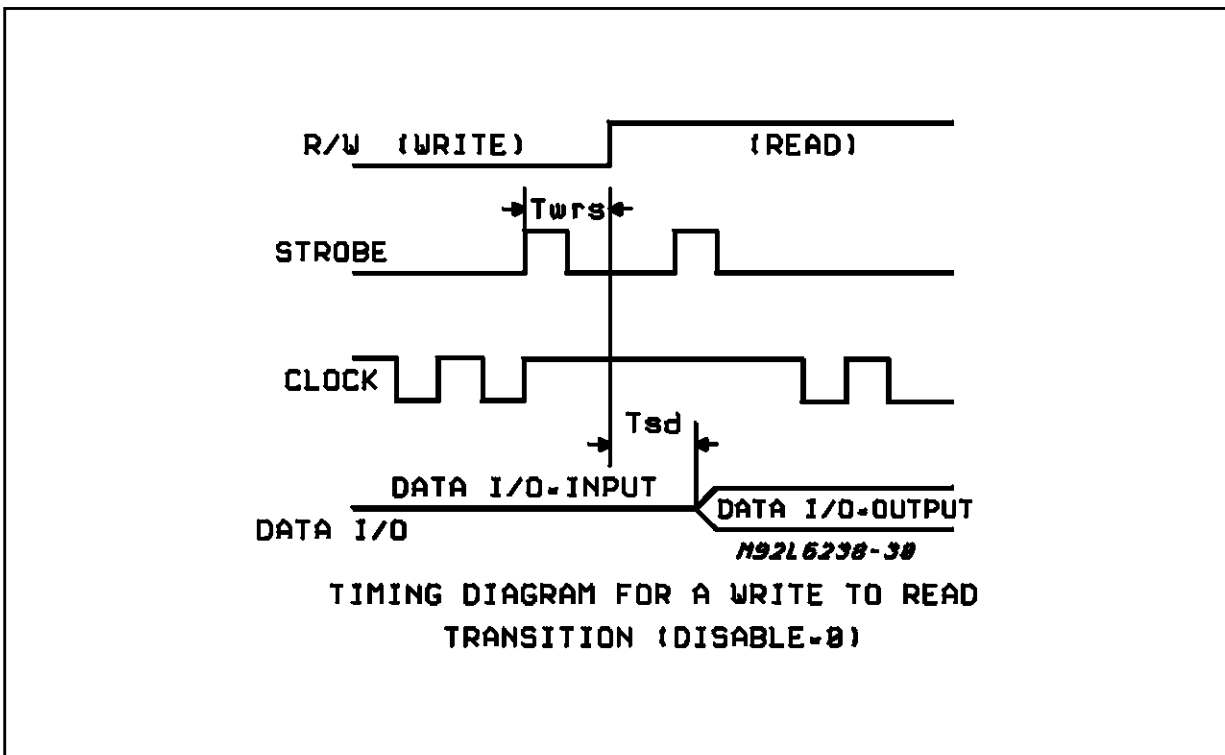 R/W (WRITE) (READ)
Twrs
STROBE
CLOCK
Tsd
DATA I/O=INPUT
DATA I/O DATA I/O=OUTPUT
M92L6238-30
TIMING DIAGRAM FOR A WRITE TO READ
TRANSITION (DISABLE=0)